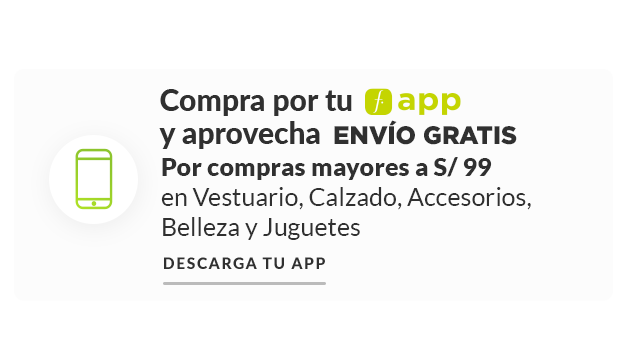 Compra por tu f. app
y aprovecha ENVÍO GRATIS
Por compras mayores a S/ 99
en Vestuario, Calzado, Accesorios,
Belleza y Juguetes
DESCARGA TU APP